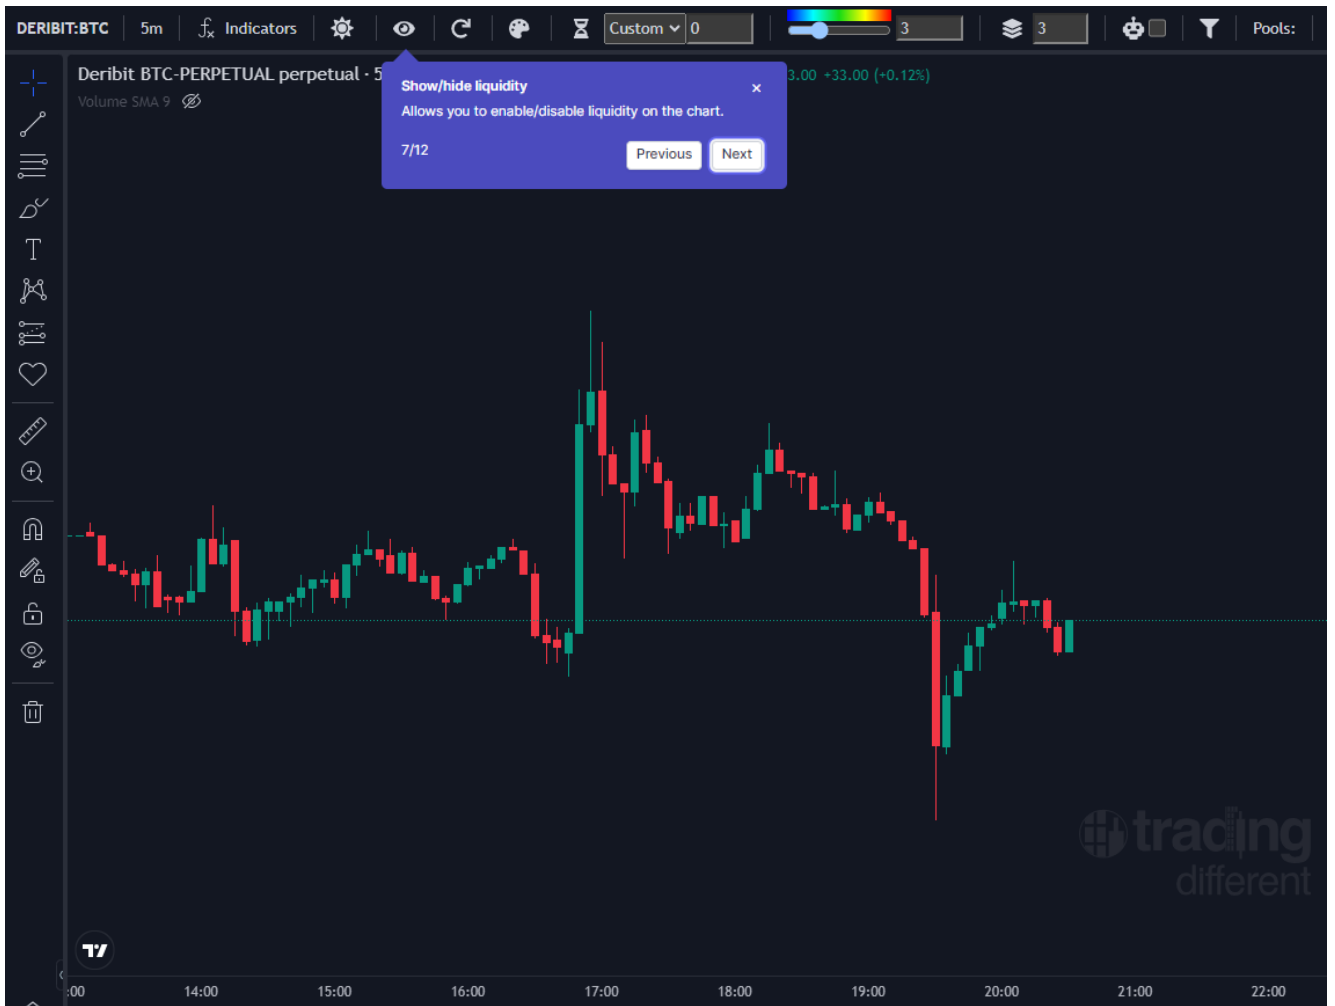 DERIBIT:BTC 5m Indicators Custom 0 3 3 Pools:
Deribit BTC-PERPETUAL perpetual · 5 3.00 +33.00 (+0.12%)
Volume SMA 9
Show/hide liquidity
Allows you to enable/disable liquidity on the chart.
7/12 Previous Next
trading
different
:00 14:00 15:00 16:00 17:00 18:00 19:00 20:00 21:00 22:00